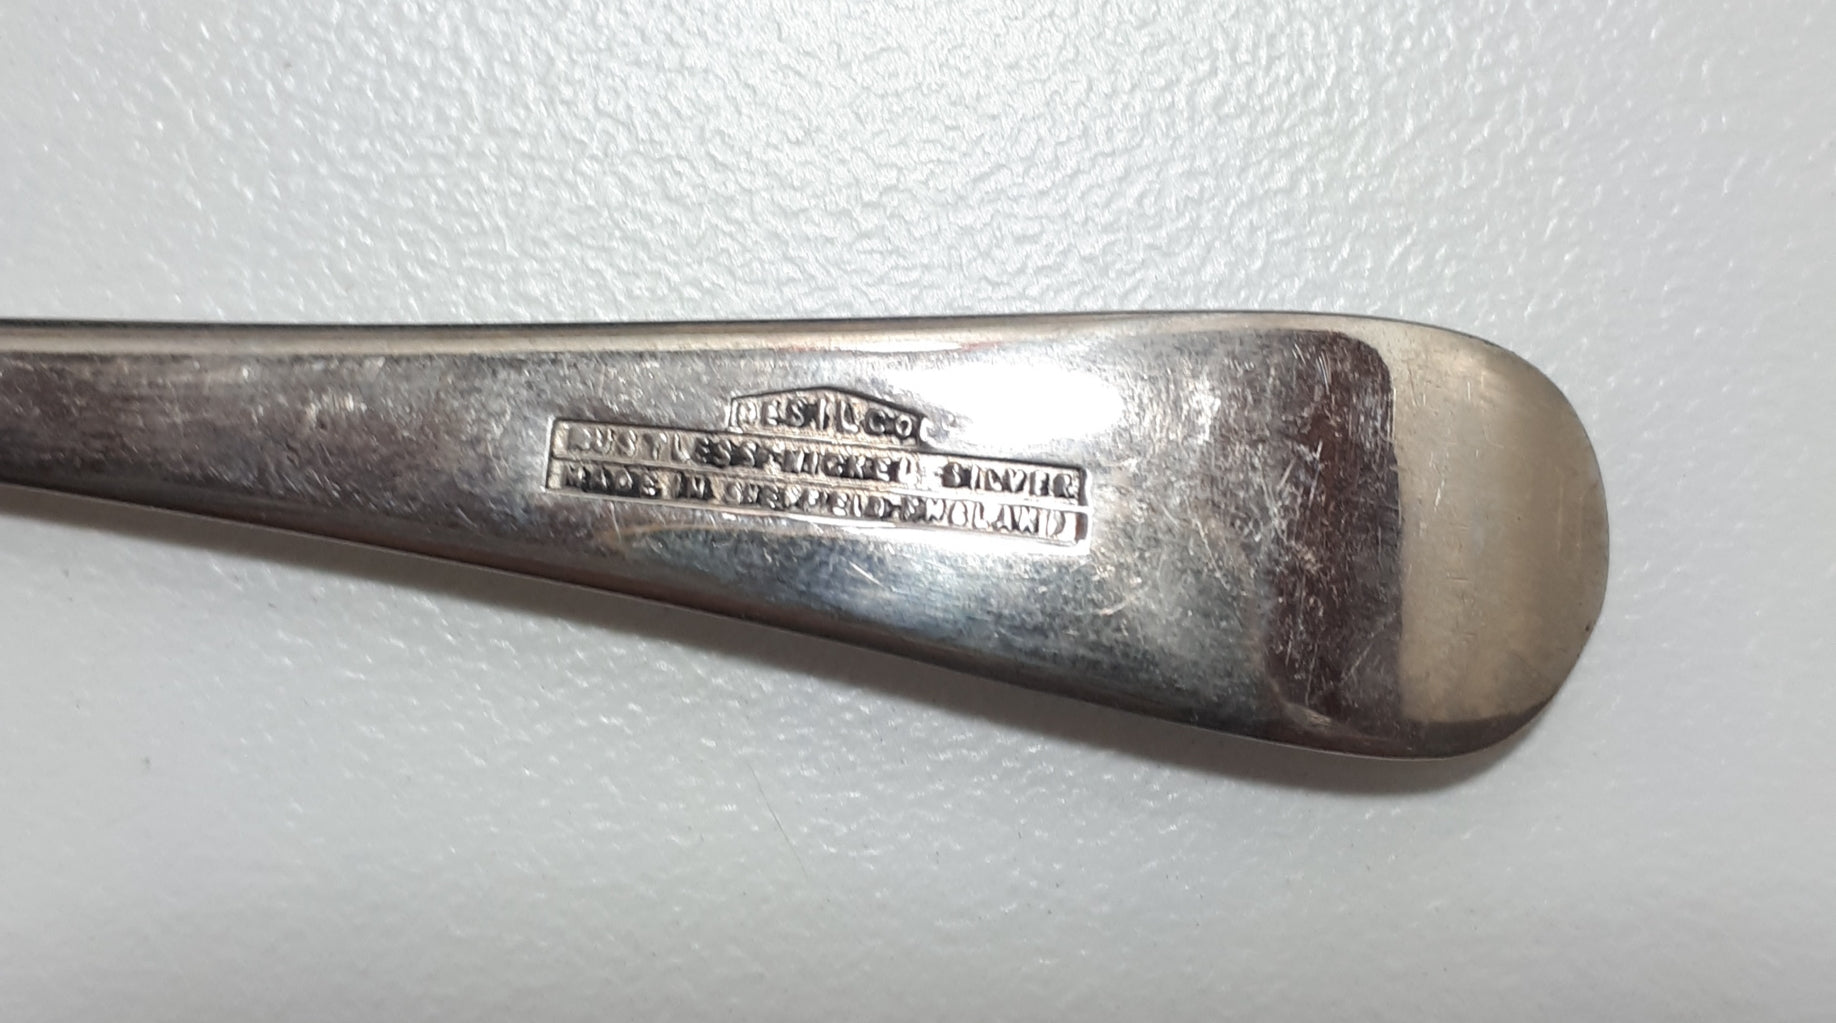 RESILCO
RUSTLESS-NICKEL-SILVER
MADE IN SHEFFIELD-ENGLAND